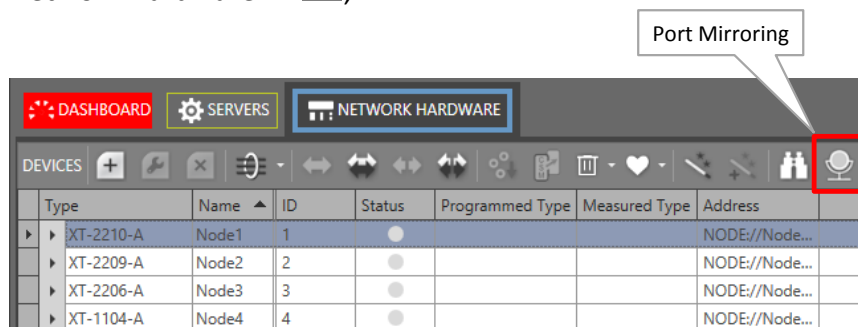 Port Mirroring
DASHBOARD SERVERS NETWORK HARDWARE
DEVICES
Type Name ID Status Programmed Type Measured Type Address
XT-2210-A Node1 1 NODE://Node...
XT-2209-A Node2 2 NODE://Node...
XT-2206-A Node3 3 NODE://Node...
XT-1104-A Node4 4 NODE://Node...